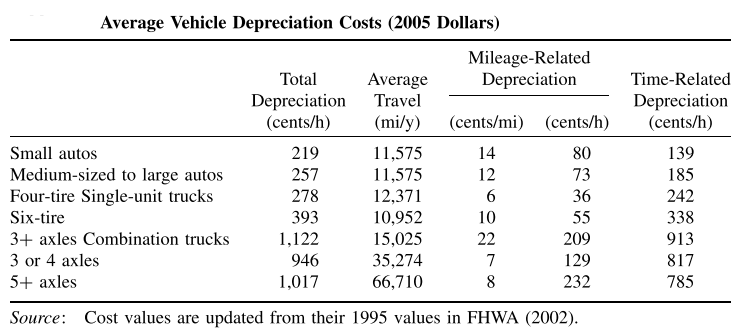 Average Vehicle Depreciation Costs (2005 Dollars)
Mileage-Related
Total Average Depreciation Time-Related
Depreciation Travel Depreciation
(cents/h) (mi/y) (cents/mi) (cents/h) (cents/h)
Small autos 219 11,575 14 80 139
Medium-sized to large autos 257 11,575 12 73 185
Four-tire Single-unit trucks 278 12,371 6 36 242
Six-tire 393 10,952 10 55 338
3+ axles Combination trucks 1,122 15,025 22 209 913
3 or 4 axles 946 35,274 7 129 817
5+ axles 1,017 66,710 8 232 785
Source: Cost values are updated from their 1995 values in FHWA (2002).